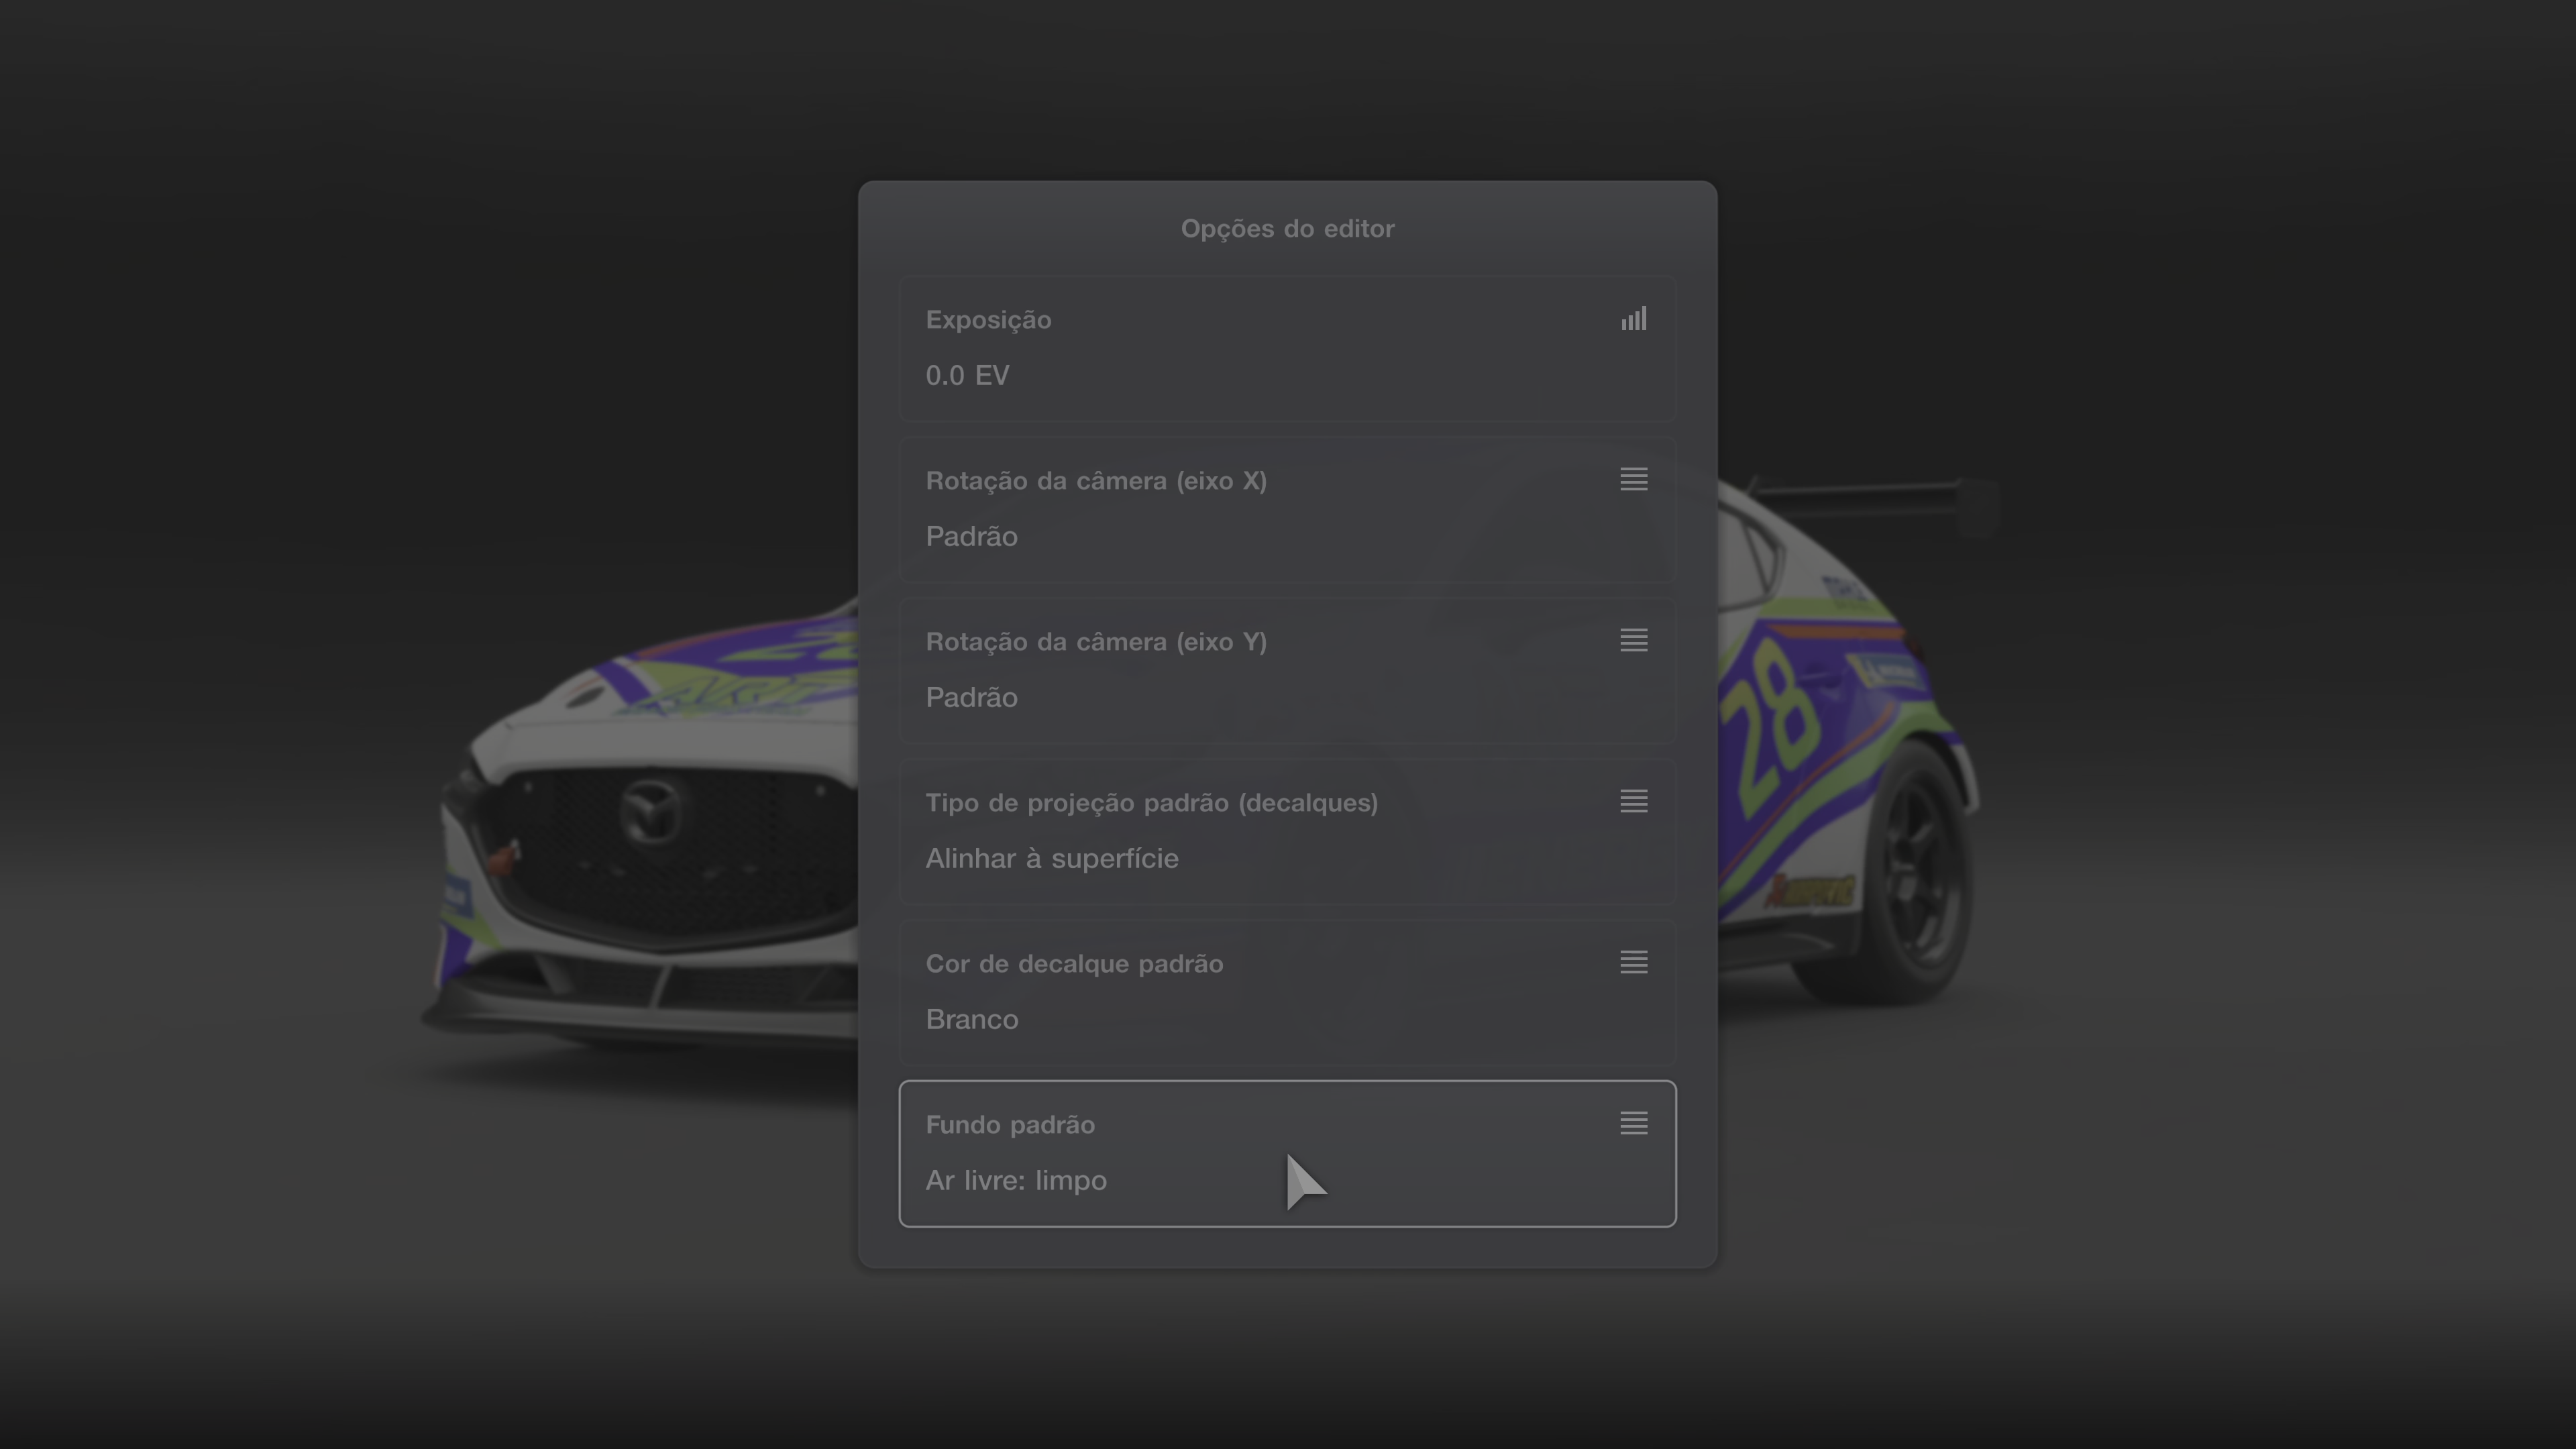 Opções do editor
Exposição
0.0 EV
Rotação da câmera (eixo X)
Padrão
Rotação da câmera (eixo Y)
Padrão
Tipo de projeção padrão (decalques)
Alinhar à superfície
28
Cor de decalque padrão
Branco
Fundo padrão
Ar livre: limpo